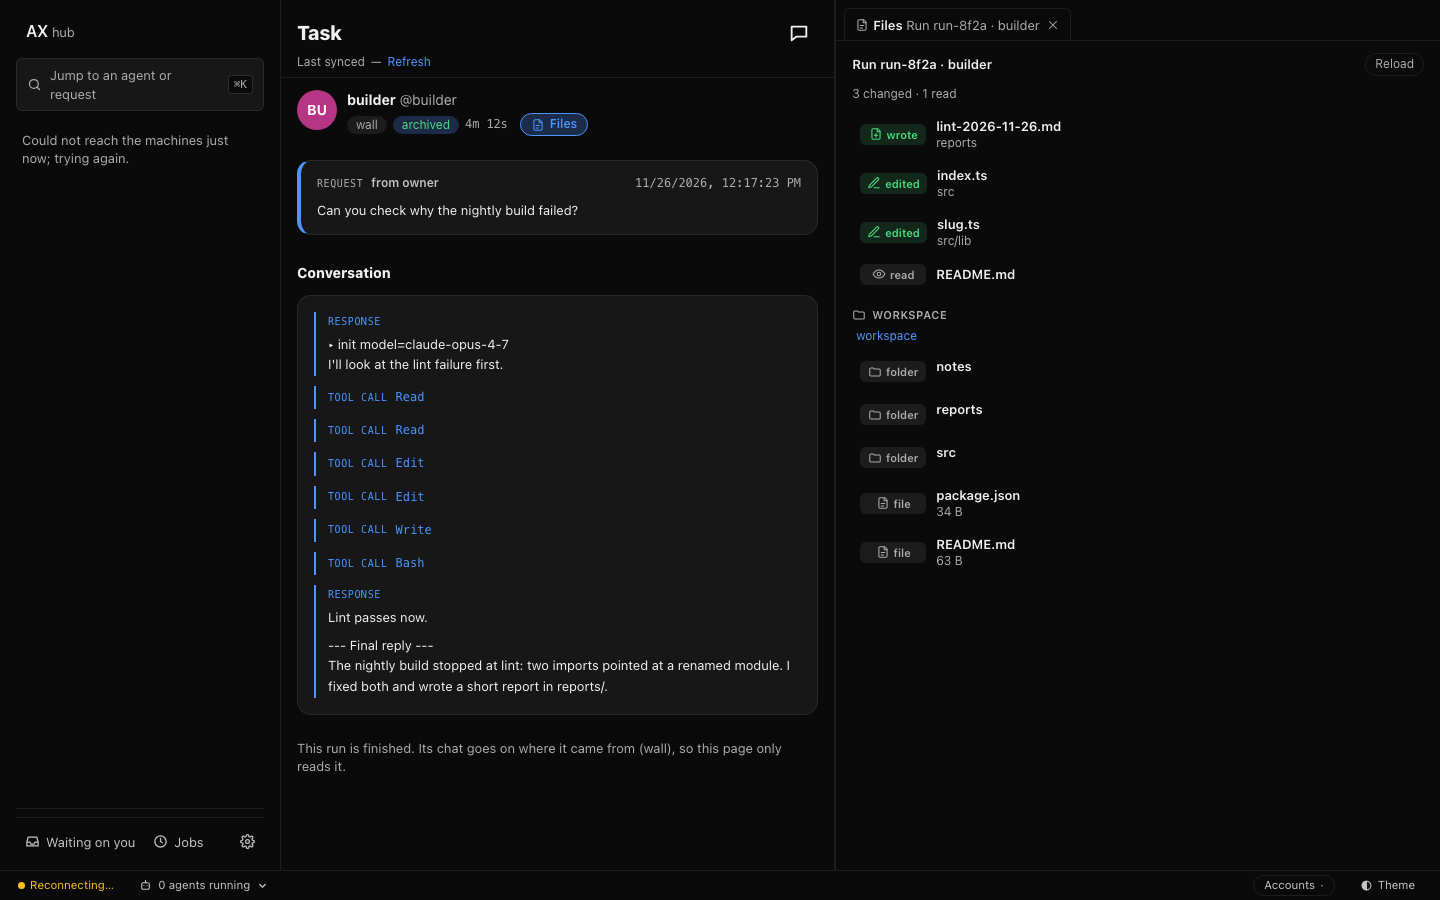 AX hub
Jump to an agent or
request
⌘K
Could not reach the machines just
now; trying again.
Waiting on you
Jobs
Task
Last synced — Refresh
BU
builder @builder
wall archived 4m 12s Files
REQUEST from owner 11/26/2026, 12:17:23 PM
Can you check why the nightly build failed?
Conversation
RESPONSE
▸ init model=claude-opus-4-7
I'll look at the lint failure first.
TOOL CALL Read
TOOL CALL Read
TOOL CALL Edit
TOOL CALL Edit
TOOL CALL Write
TOOL CALL Bash
RESPONSE
Lint passes now.
--- Final reply ---
The nightly build stopped at lint: two imports pointed at a renamed module. I
fixed both and wrote a short report in reports/.
This run is finished. Its chat goes on where it came from (wall), so this page only
reads it.
Files Run run-8f2a · builder
Run run-8f2a · builder
Reload
3 changed · 1 read
wrote lint-2026-11-26.md
reports
edited index.ts
src
edited slug.ts
src/lib
read README.md
WORKSPACE
workspace
folder notes
folder reports
folder src
file package.json
34 B
file README.md
63 B
Reconnecting...
0 agents running
Accounts ·
Theme